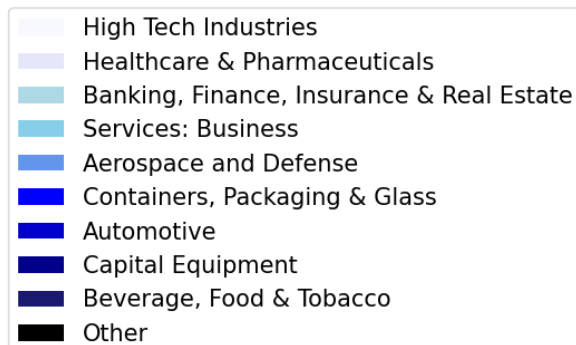 High Tech Industries
Healthcare & Pharmaceuticals
Banking, Finance, Insurance & Real Estate
Services: Business
Aerospace and Defense
Containers, Packaging & Glass
Automotive
Capital Equipment
Beverage, Food & Tobacco
Other